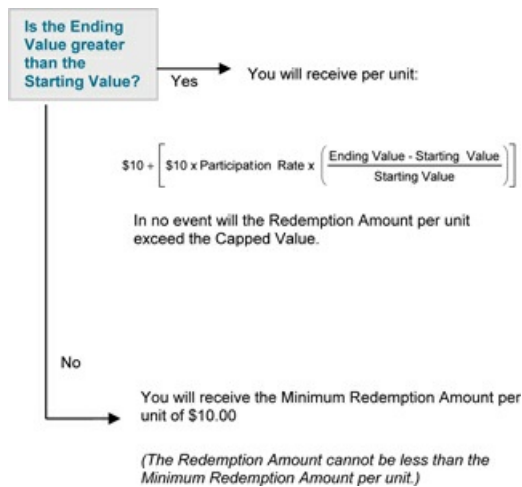 Is the Ending
Value greater
than the
Starting Value?
Yes
You will receive per unit:
$10 + [ $10 x Participation Rate x ( Ending Value - Starting Value
Starting Value ) ]
In no event will the Redemption Amount per unit
exceed the Capped Value.
No
You will receive the Minimum Redemption Amount per
unit of $10.00
(The Redemption Amount cannot be less than the
Minimum Redemption Amount per unit.)